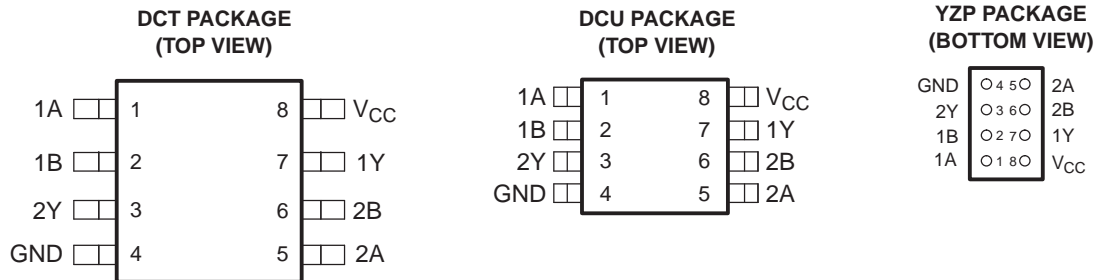 DCT PACKAGE
(TOP VIEW)
1A 1 8 VCC
1B 2 7 1Y
2Y 3 6 2B
GND 4 5 2A
DCU PACKAGE
(TOP VIEW)
1A 1 8 VCC
1B 2 7 1Y
2Y 3 6 2B
GND 4 5 2A
YZP PACKAGE
(BOTTOM VIEW)
GND 4 5 2A
2Y 3 6 2B
1B 2 7 1Y
1A 1 8 VCC